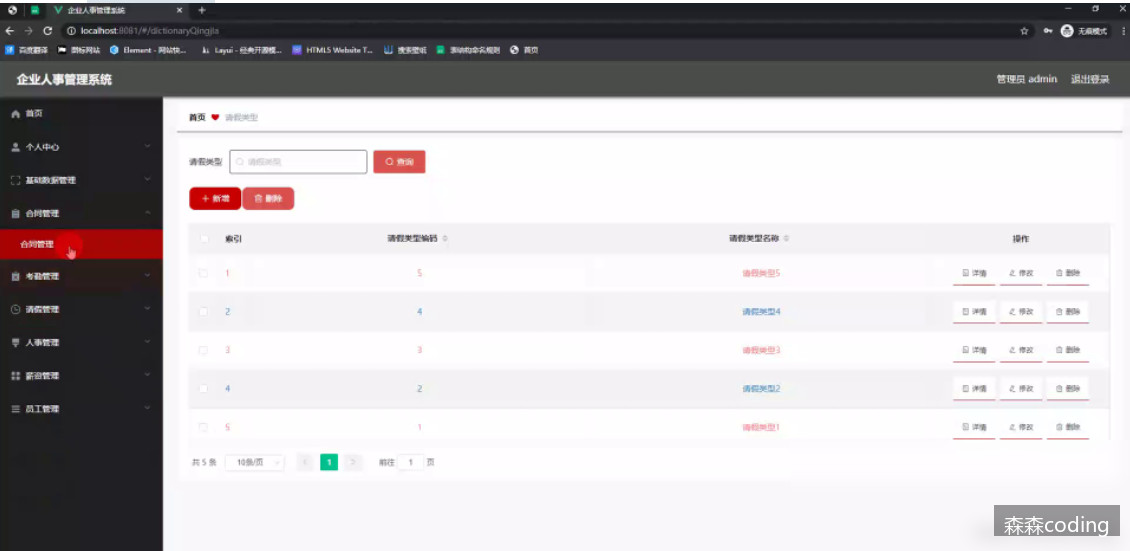 企业人事管理系统
localhost:8081/#/dictionaryQingjia
无痕模式
百度翻译 图标网站 Element - 网站快... Layui - 经典开源模... HTML5 Website T... 搜索壁纸 首页
企业人事管理系统
管理员 admin 退出登录
首页
个人中心
基础数据管理
合同管理
合同管理
考勤管理
请假管理
人事管理
薪资管理
员工管理
首页 请假类型
请假类型 请假类型 查询
新增 删除
索引 请假类型编码 请假类型名称 操作
1 5 请假类型5 详情 修改 删除
2 4 请假类型4 详情 修改 删除
3 3 请假类型3 详情 修改 删除
4 2 请假类型2 详情 修改 删除
5 1 请假类型1 详情 修改 删除
共 5 条 10条/页 1 前往 1 页
森森coding